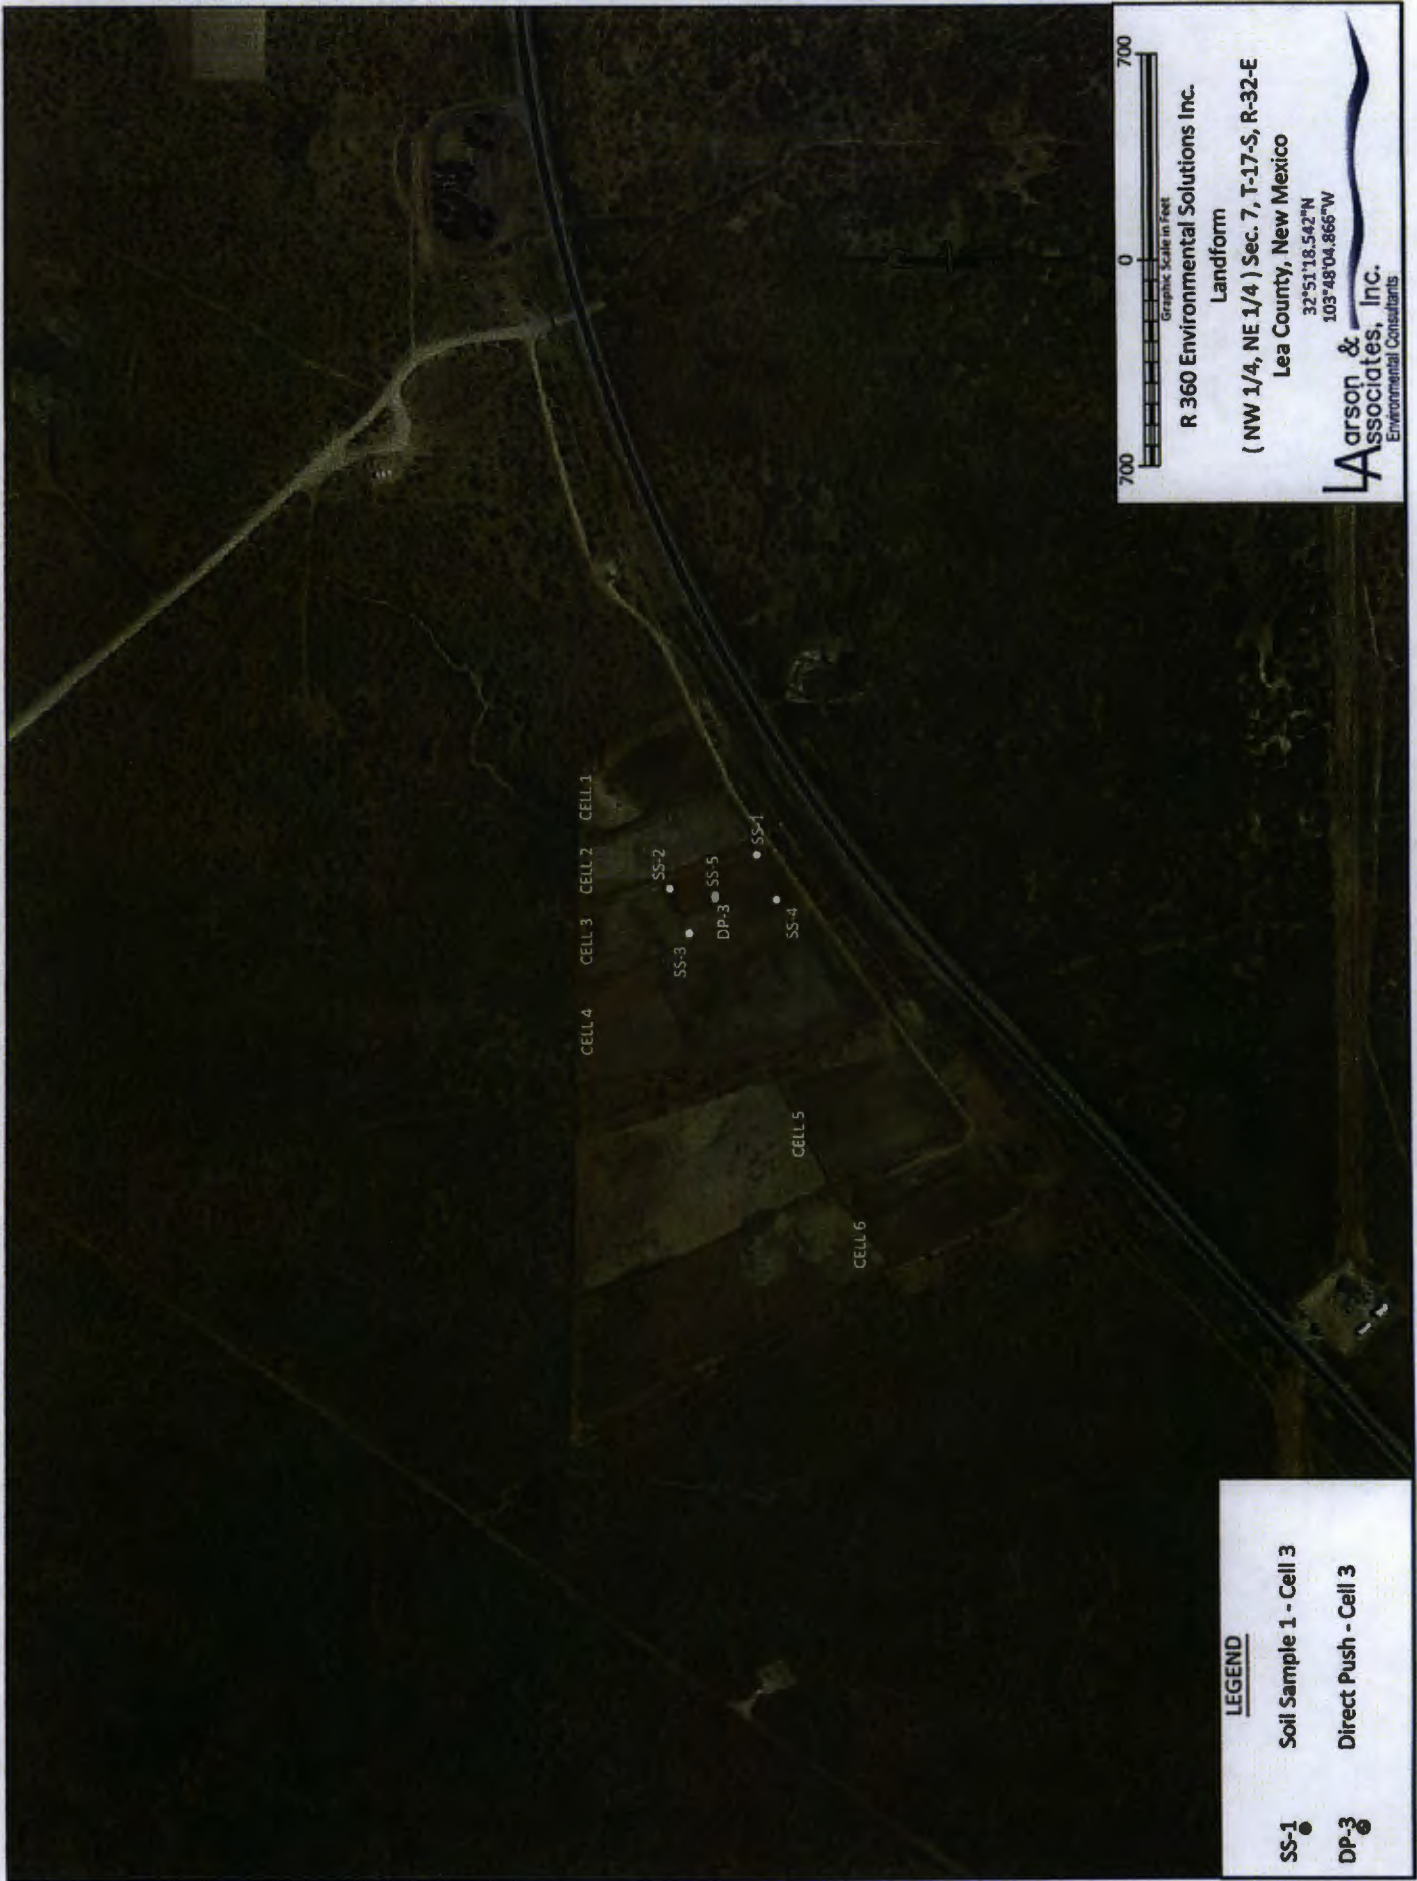 CELL 6
CELL 5
CELL 4
CELL 3
CELL 2
CELL 1
SS-3
SS-2
DP-3
SS-5
SS-4
SS-1
LEGEND
SS-1 Soil Sample 1 - Cell 3
DP-3 Direct Push - Cell 3
700 0 700
Graphic Scale in Feet
R 360 Environmental Solutions Inc.
Landform
( NW 1/4, NE 1/4 ) Sec. 7, T-17-S, R-32-E
Lea County, New Mexico
32°51'18.542"N
103°48'04.866"W
Larson &
Associates, Inc.
Environmental Consultants